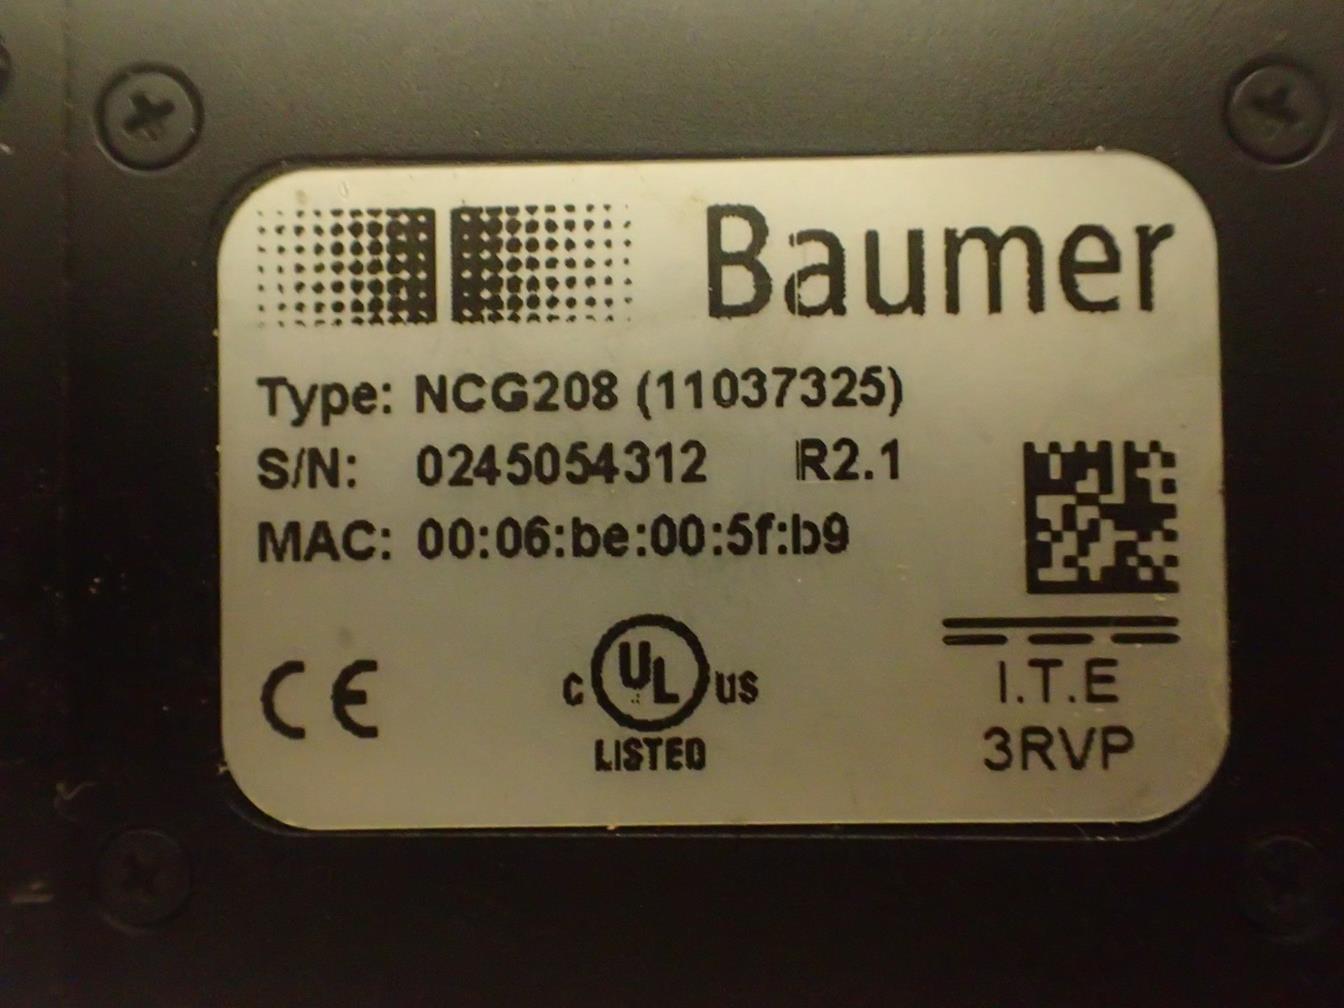 Baumer
Type: NCG208 (11037325)
S/N: 0245054312 R2.1
MAC: 00:06:be:00:5f:b9
CE
c UL US
LISTED
I.T.E
3RVP